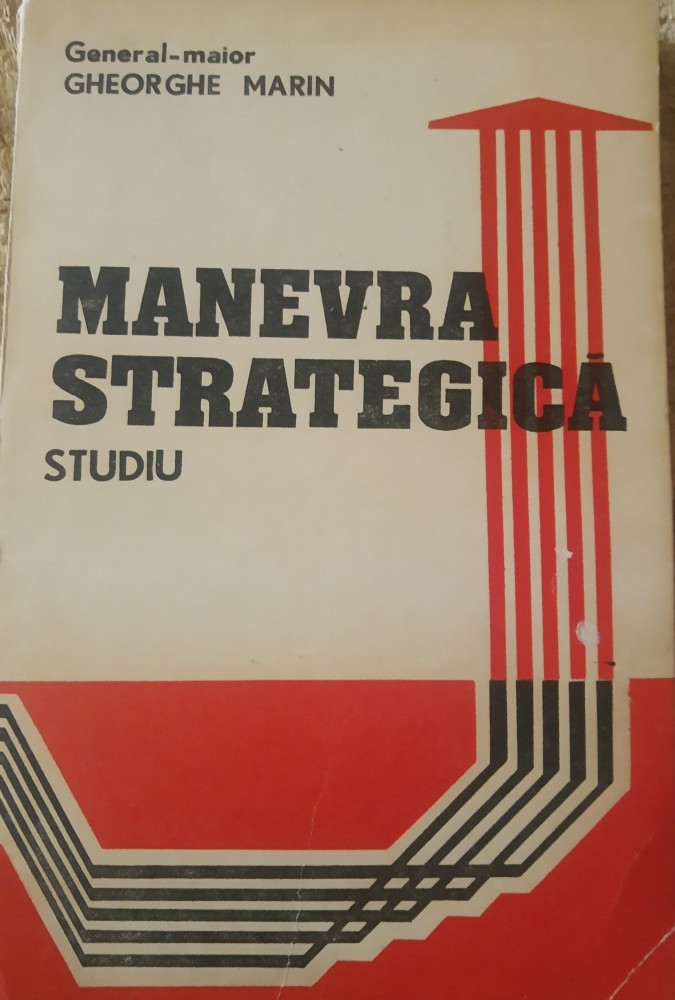 General-maior
GHEORGHE MARIN
MANEVRA
STRATEGICĂ
STUDIU